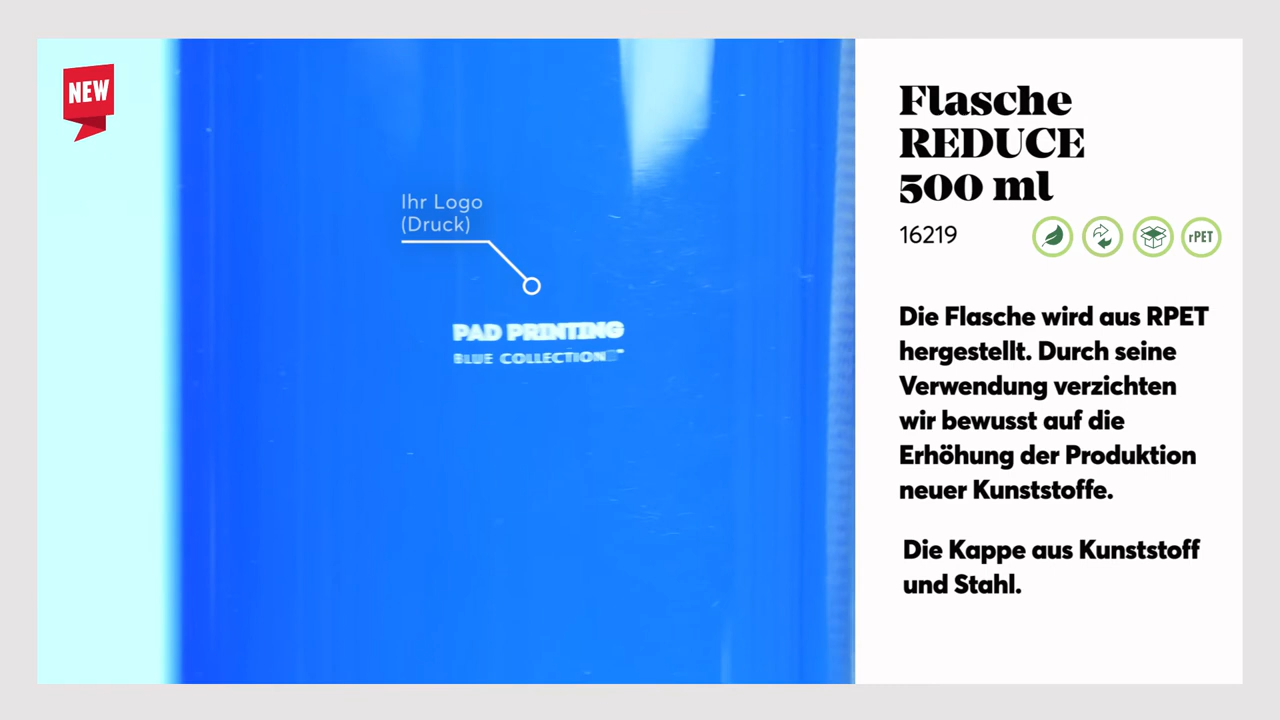 NEW
Ihr Logo
(Druck)
PAD PRINTING
BLUE COLLECTION
Flasche
REDUCE
500 ml
16219
rPET
Die Flasche wird aus RPET
hergestellt. Durch seine
Verwendung verzichten
wir bewusst auf die
Erhöhung der Produktion
neuer Kunststoffe.
Die Kappe aus Kunststoff
und Stahl.